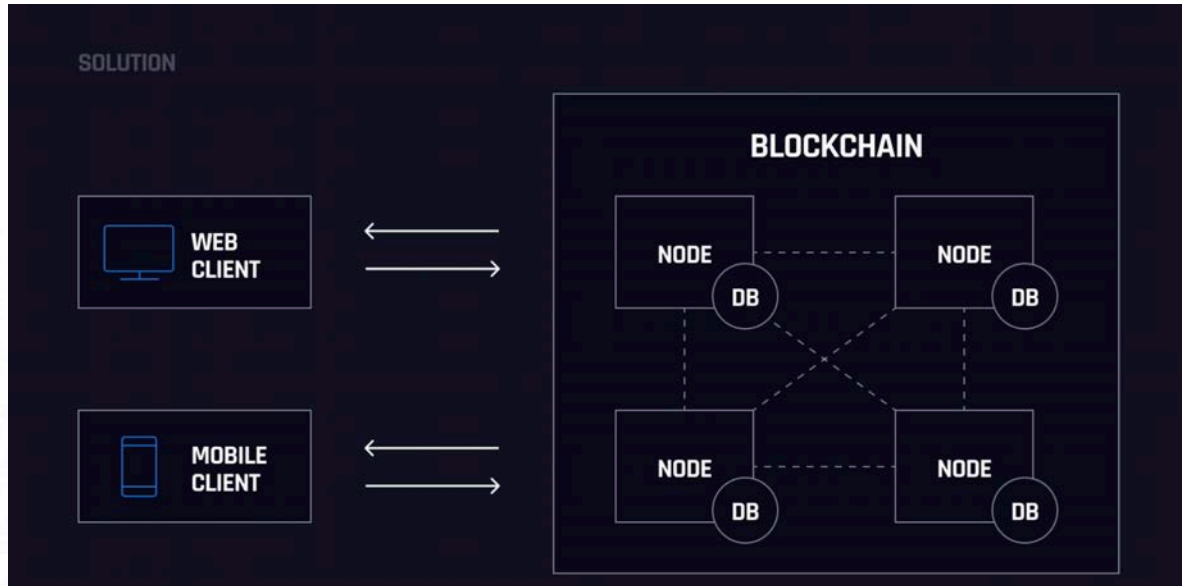 SOLUTION
BLOCKCHAIN
WEB
CLIENT
NODE
DB
NODE
DB
MOBILE
CLIENT
NODE
DB
NODE
DB